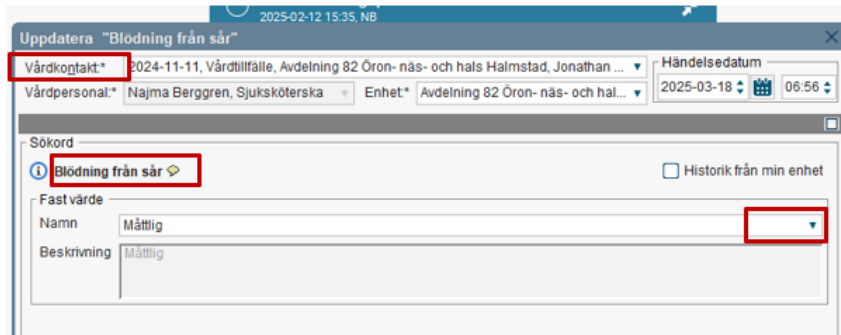 2025-02-12 15:35, NB
Uppdatera "Blödning från sår"
Vårdkontakt:* 2024-11-11, Vårdtillfälle, Avdelning 82 Öron- näs- och hals Halmstad, Jonathan ... Händelsedatum
Vårdpersonal:* Najma Berggren, Sjuksköterska Enhet:* Avdelning 82 Öron- näs- och hal... 2025-03-18 06:56
Sökord
Blödning från sår Historik från min enhet
Fast värde
Namn Måttlig
Beskrivning Måttlig